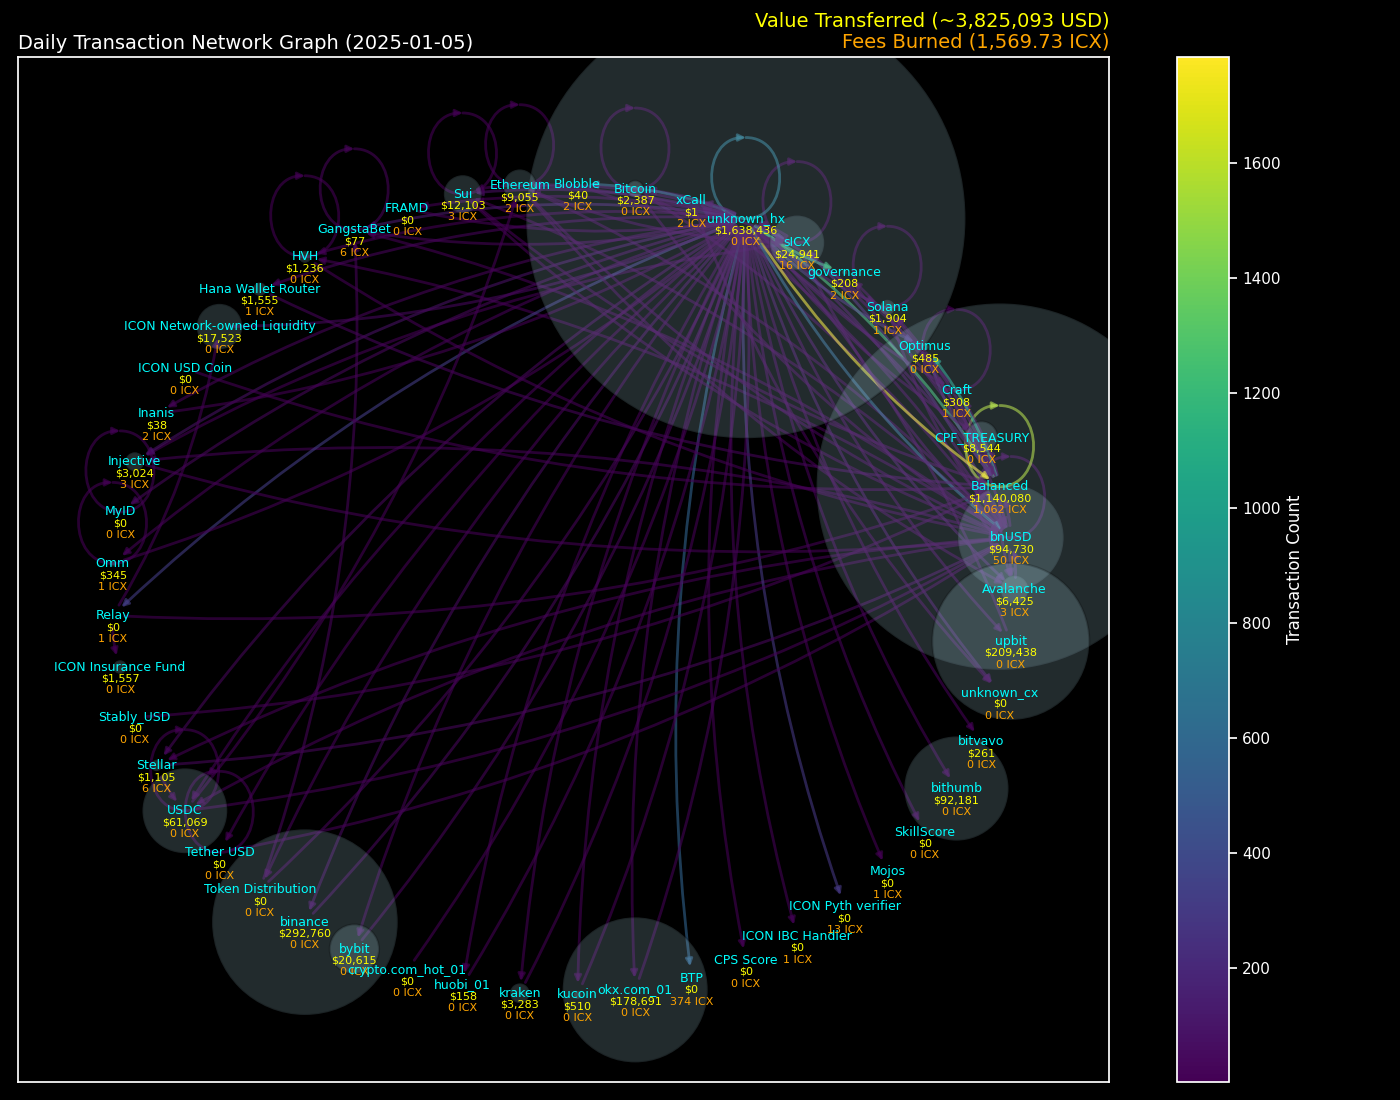 Value Transferred (~3,825,093 USD)
Daily Transaction Network Graph (2025-01-05)
Fees Burned (1,569.73 ICX)
Sui
$12,103
3 ICX
Ethereum
$9,055
2 ICX
Blobble
$40
2 ICX
Bitcoin
$2,387
0 ICX
xCall
$1
2 ICX
unknown_hx
$1,638,436
0 ICX
sICX
$24,941
16 ICX
governance
$208
2 ICX
Solana
$1,904
1 ICX
Optimus
$485
0 ICX
Craft
$308
1 ICX
CPF_TREASURY
$8,544
0 ICX
Balanced
$1,140,080
1,062 ICX
bnUSD
$94,730
50 ICX
Avalanche
$6,425
3 ICX
upbit
$209,438
0 ICX
unknown_cx
$0
0 ICX
bitvavo
$261
0 ICX
bithumb
$92,181
0 ICX
SkillScore
$0
0 ICX
Mojos
$0
1 ICX
ICON Pyth verifier
$0
13 ICX
ICON IBC Handler
$0
1 ICX
CPS Score
$0
0 ICX
BTP
$0
374 ICX
okx.com_01
$178,691
0 ICX
kucoin
$510
0 ICX
kraken
$3,283
0 ICX
huobi_01
$158
0 ICX
crypto.com_hot_01
$0
0 ICX
bybit
$20,615
0 ICX
binance
$292,760
0 ICX
Token Distribution
$0
0 ICX
Tether USD
$0
0 ICX
USDC
$61,069
0 ICX
Stellar
$1,105
6 ICX
Stably_USD
$0
0 ICX
ICON Insurance Fund
$1,557
0 ICX
Relay
$0
1 ICX
Omm
$345
1 ICX
MyID
$0
0 ICX
Injective
$3,024
3 ICX
Inanis
$38
2 ICX
ICON USD Coin
$0
0 ICX
ICON Network-owned Liquidity
$17,523
0 ICX
Hana Wallet Router
$1,555
1 ICX
HVH
$1,236
0 ICX
GangstaBet
$77
6 ICX
FRAMD
$0
0 ICX
1600
1400
1200
1000
800
600
400
200
Transaction Count